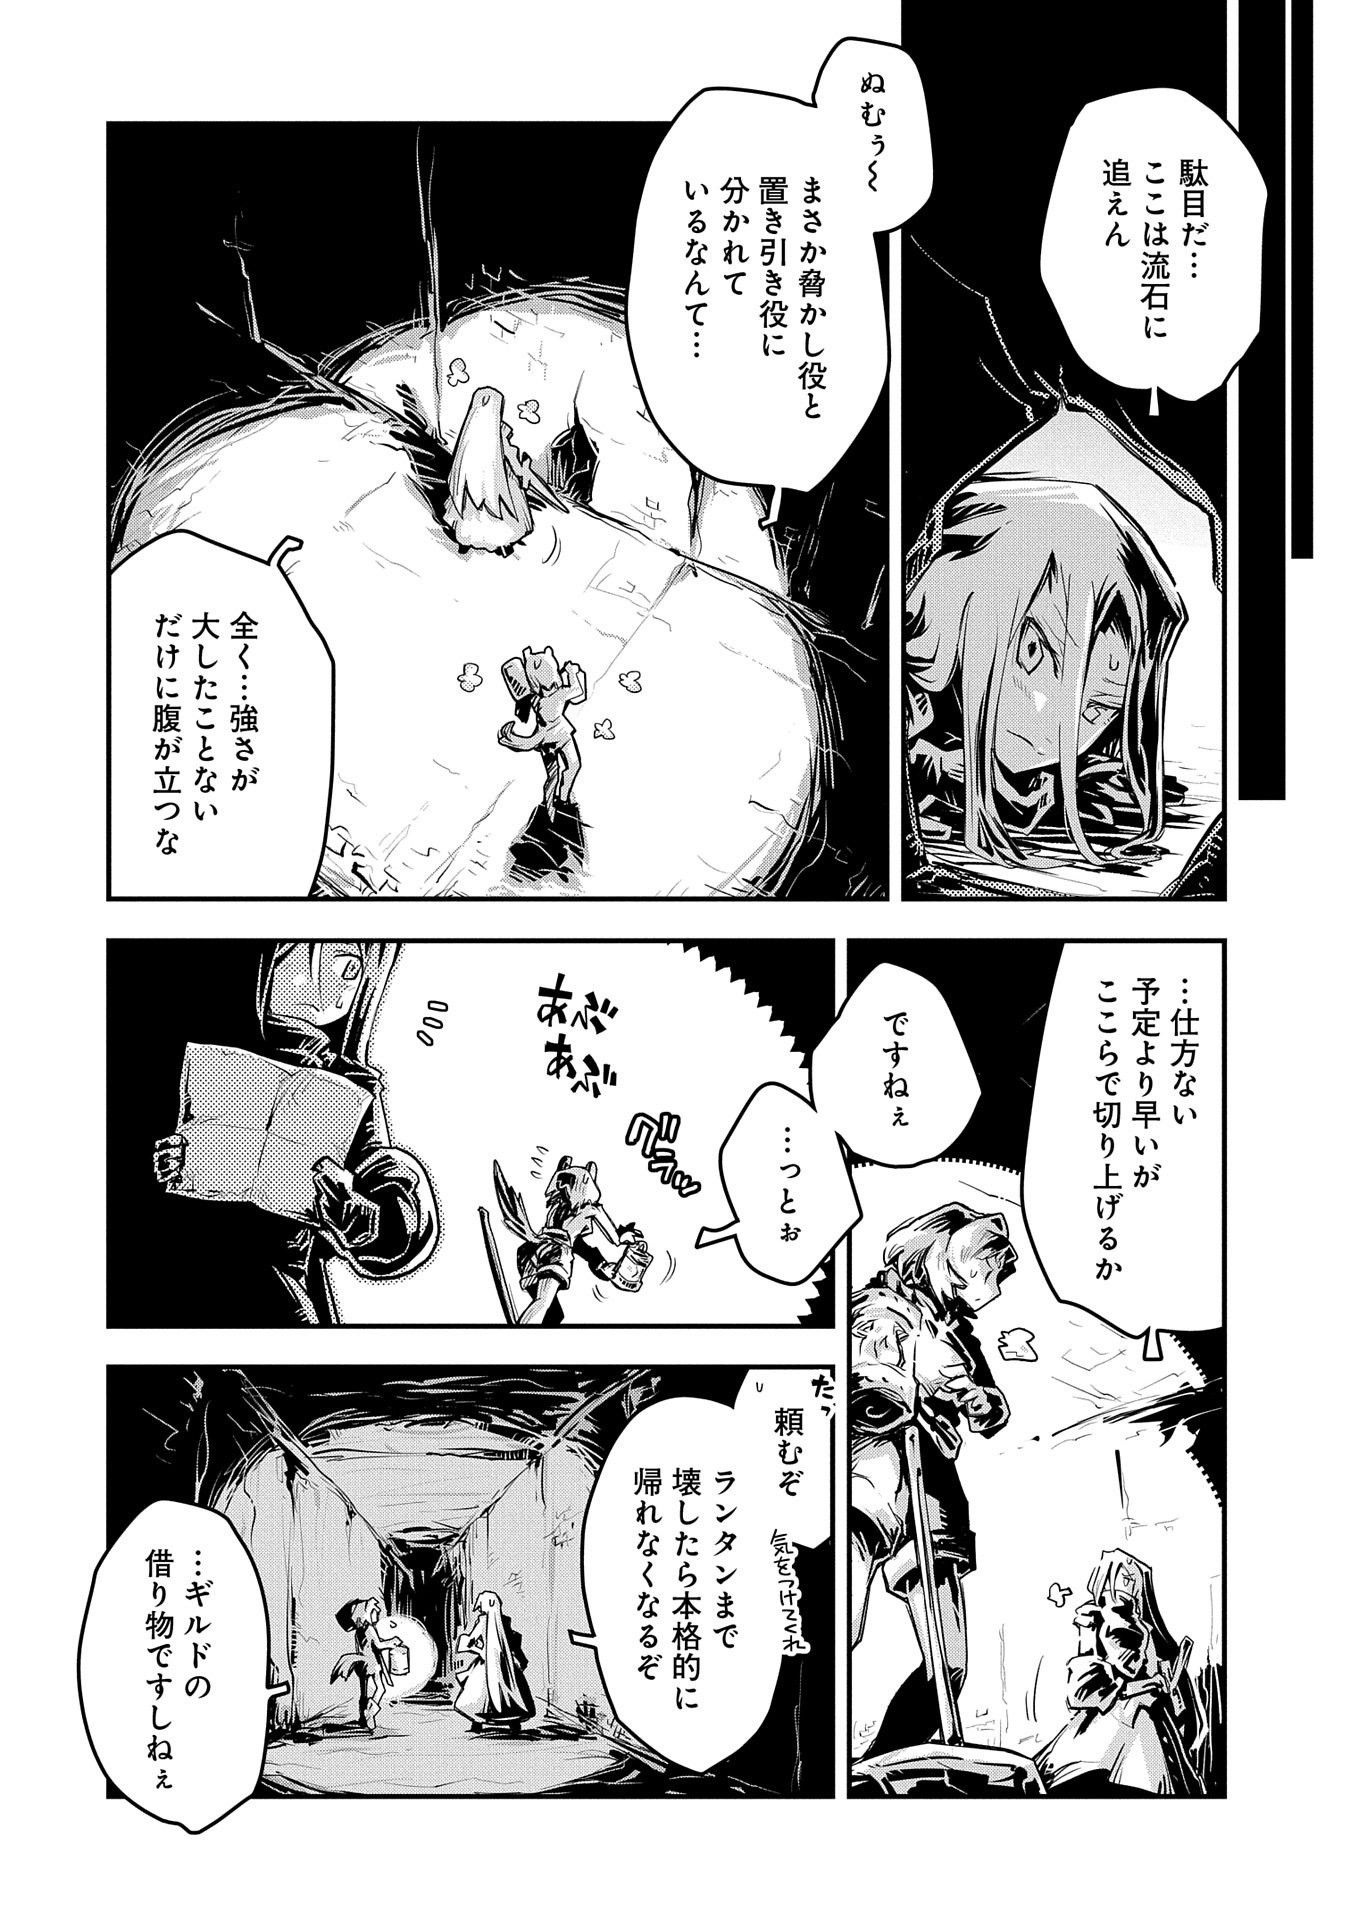 駄目だ…
ここは流石に
追えん
ぬむぅ～
まさか脅かし役と
置き引き役に
分かれて
いるなんて…
全く…強さが
大したことない
だけに腹が立つな
…仕方ない
予定より早いが
ここらで切り上げるか
ですねぇ
…っとぉ
グラッ
あぶ
あぶ
たっ
頼むぞ
気をつけてくれ
ランタンまで
壊したら本格的に
帰れなくなるぞ
…ギルドの
借り物ですしねぇ